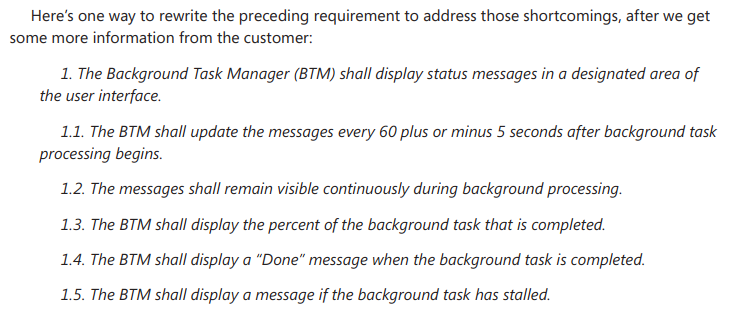 Here’s one way to rewrite the preceding requirement to address those shortcomings, after we get
some more information from the customer:
1. The Background Task Manager (BTM) shall display status messages in a designated area of
the user interface.
1.1. The BTM shall update the messages every 60 plus or minus 5 seconds after background task
processing begins.
1.2. The messages shall remain visible continuously during background processing.
1.3. The BTM shall display the percent of the background task that is completed.
1.4. The BTM shall display a “Done” message when the background task is completed.
1.5. The BTM shall display a message if the background task has stalled.